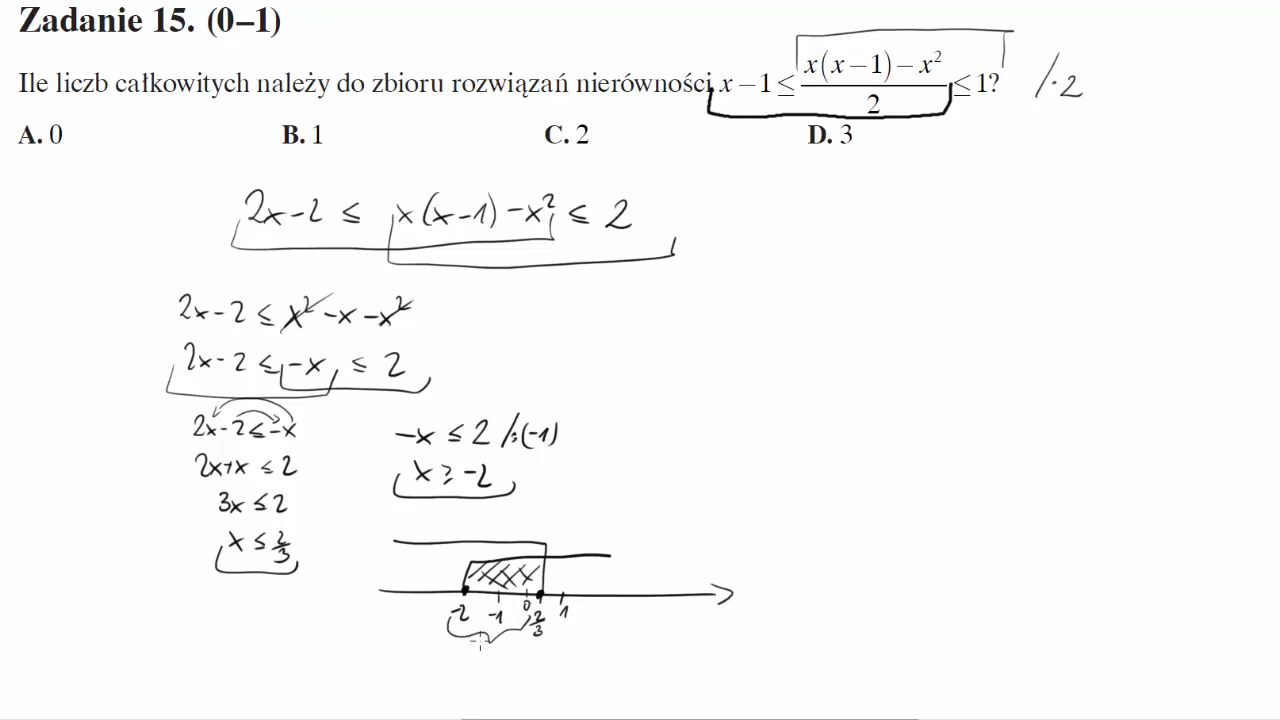 Zadanie 15. (0–1)
Ile liczb całkowitych należy do zbioru rozwiązań nierówności x − 1 ≤ (x(x−1)−x²)/2 ≤ 1? /·2
A. 0 B. 1 C. 2 D. 3
2x−2 ≤ x(x−1)−x² ≤ 2
2x−2 ≤ x²−x−x²
2x−2 ≤ −x ≤ 2
2x−2 ≤ −x
−x ≤ 2 /:(−1)
2x+x ≤ 2
x ≥ −2
3x ≤ 2
x ≤ 2/3
−2 −1 0 2/3 1